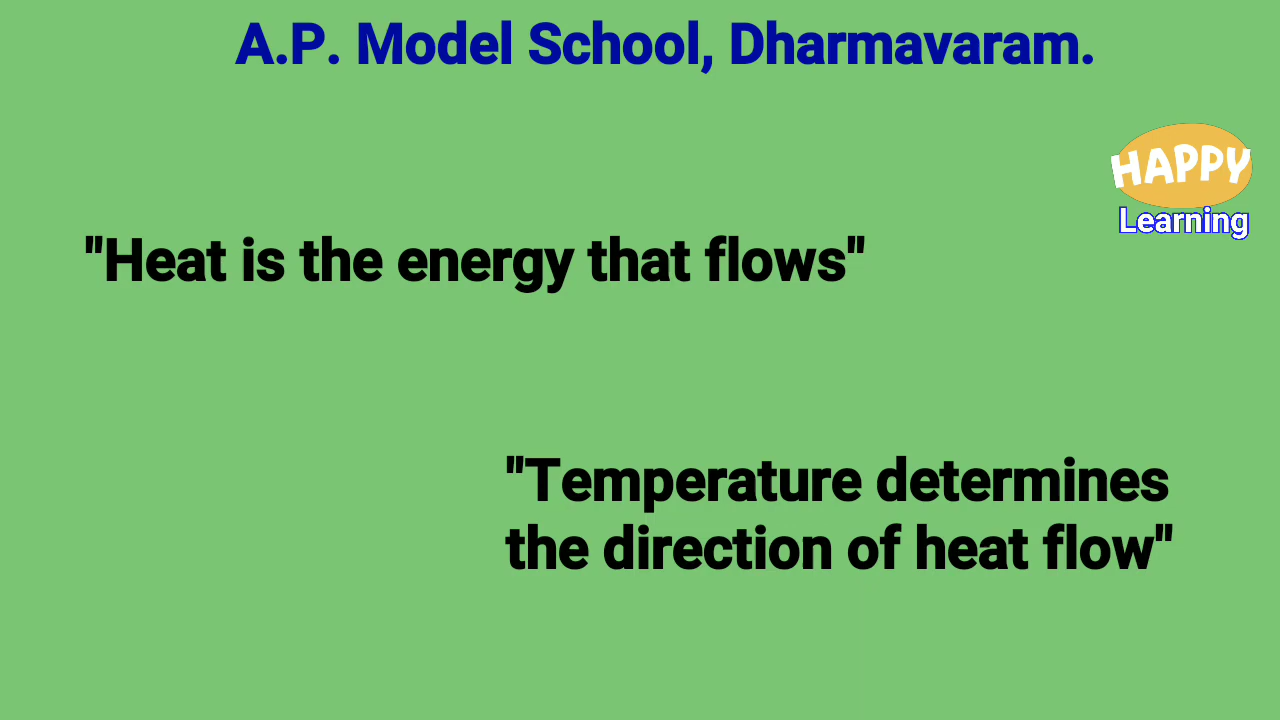 A.P. Model School, Dharmavaram.
HAPPY
Learning
"Heat is the energy that flows"
"Temperature determines
the direction of heat flow"